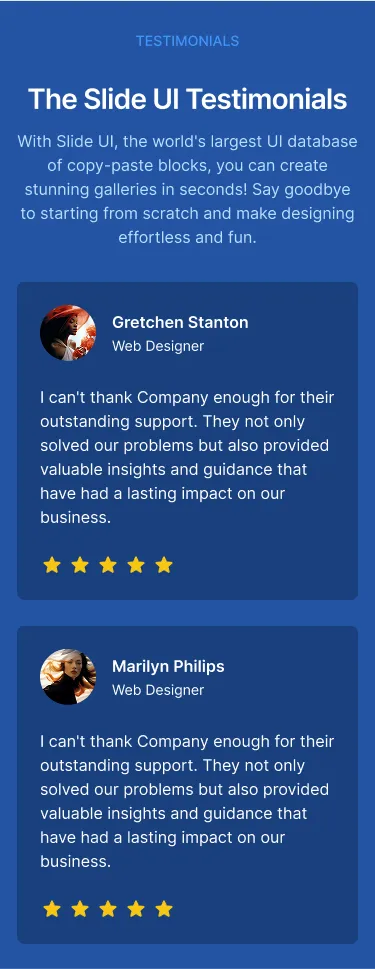 TESTIMONIALS
The Slide UI Testimonials
With Slide UI, the world's largest UI database
of copy-paste blocks, you can create
stunning galleries in seconds! Say goodbye
to starting from scratch and make designing
effortless and fun.
Gretchen Stanton
Web Designer
I can't thank Company enough for their
outstanding support. They not only
solved our problems but also provided
valuable insights and guidance that
have had a lasting impact on our
business.
Marilyn Philips
Web Designer
I can't thank Company enough for their
outstanding support. They not only
solved our problems but also provided
valuable insights and guidance that
have had a lasting impact on our
business.